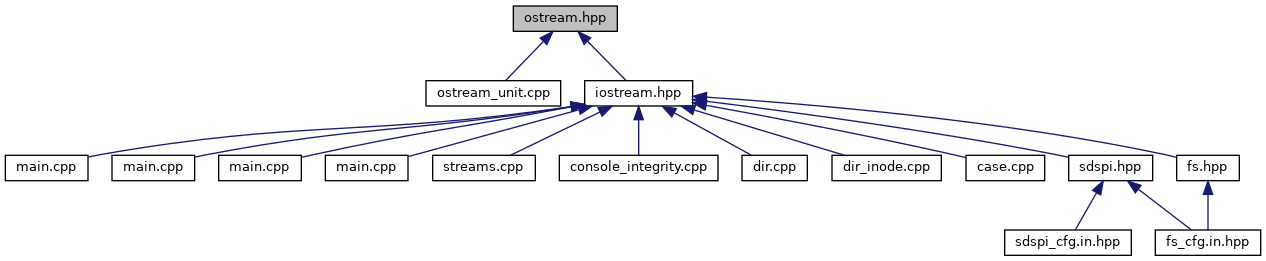 ostream.hpp
ostream_unit.cpp
iostream.hpp
main.cpp
main.cpp
main.cpp
main.cpp
streams.cpp
console_integrity.cpp
dir.cpp
dir_inode.cpp
case.cpp
sdspi.hpp
fs.hpp
sdspi_cfg.in.hpp
fs_cfg.in.hpp